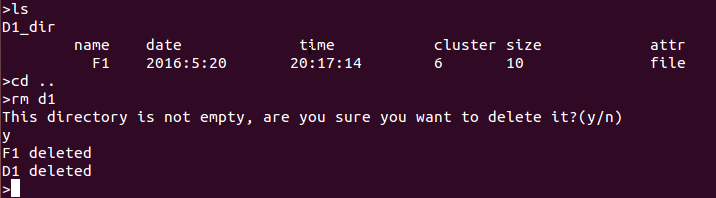 >ls
D1_dir
name date time cluster size attr
F1 2016:5:20 20:17:14 6 10 file
>cd ..
>rm d1
This directory is not empty, are you sure you want to delete it?(y/n)
y
F1 deleted
D1 deleted
>